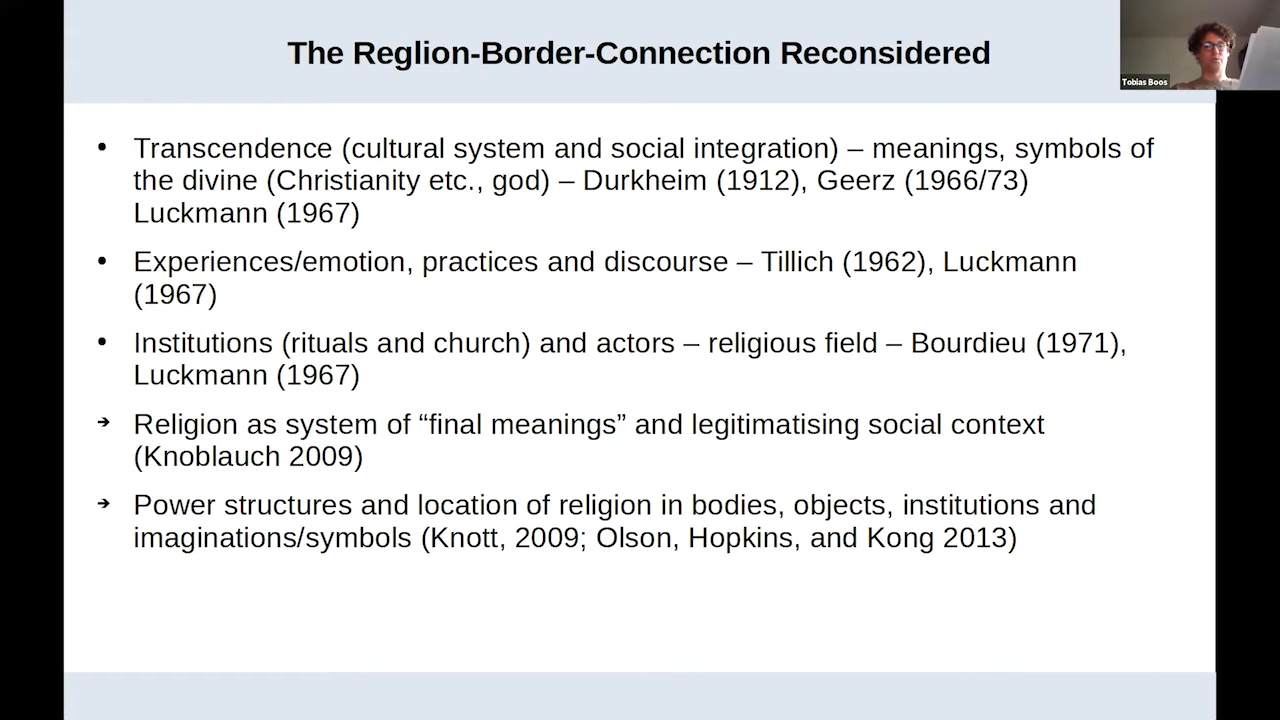 The Reglion-Border-Connection Reconsidered
Tobias Boos
• Transcendence (cultural system and social integration) – meanings, symbols of
the divine (Christianity etc., god) – Durkheim (1912), Geerz (1966/73)
Luckmann (1967)
• Experiences/emotion, practices and discourse – Tillich (1962), Luckmann
(1967)
• Institutions (rituals and church) and actors – religious field – Bourdieu (1971),
Luckmann (1967)
➔ Religion as system of “final meanings” and legitimatising social context
(Knoblauch 2009)
➔ Power structures and location of religion in bodies, objects, institutions and
imaginations/symbols (Knott, 2009; Olson, Hopkins, and Kong 2013)